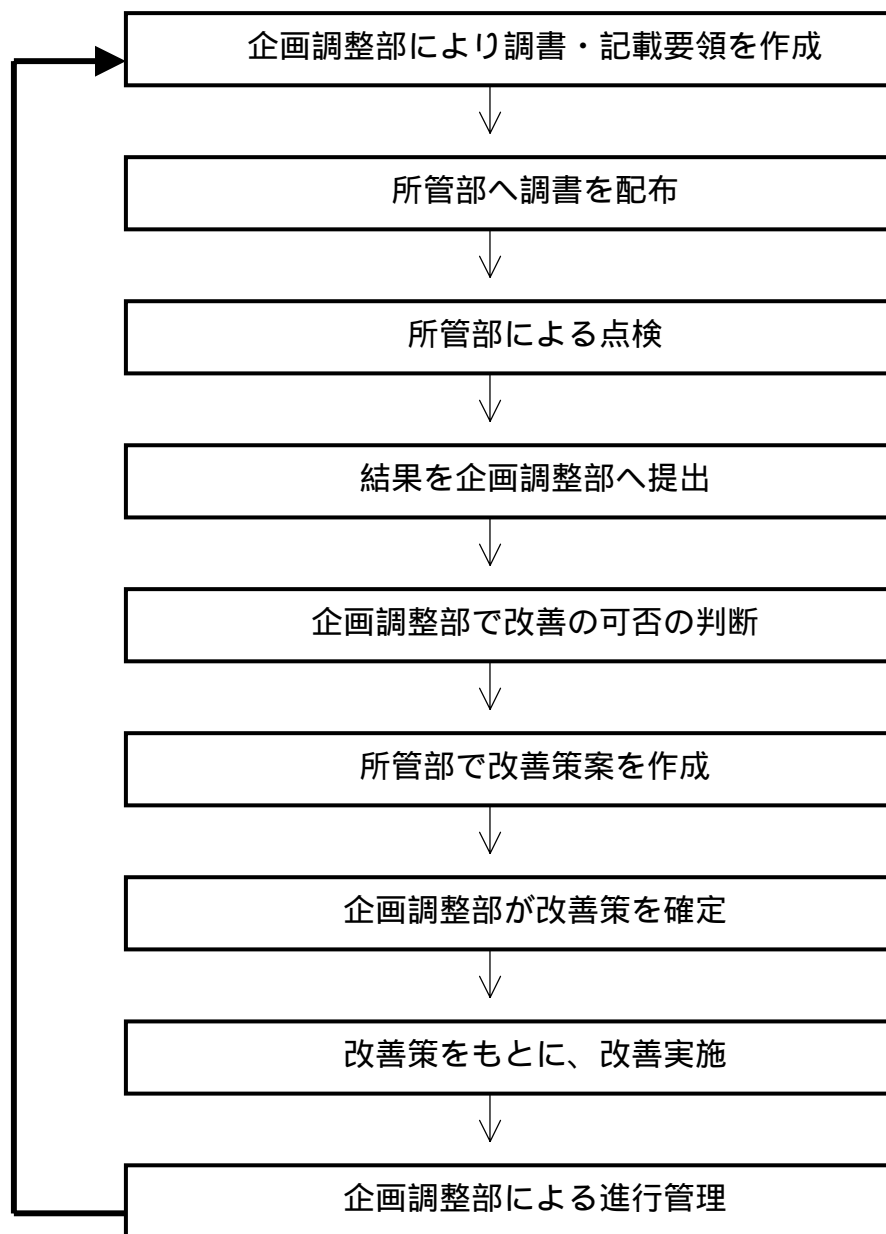 企画調整部により調書・記載要領を作成
所管部へ調書を配布
所管部による点検
結果を企画調整部へ提出
企画調整部で改善の可否の判断
所管部で改善策案を作成
企画調整部が改善策を確定
改善策をもとに、改善実施
企画調整部による進行管理